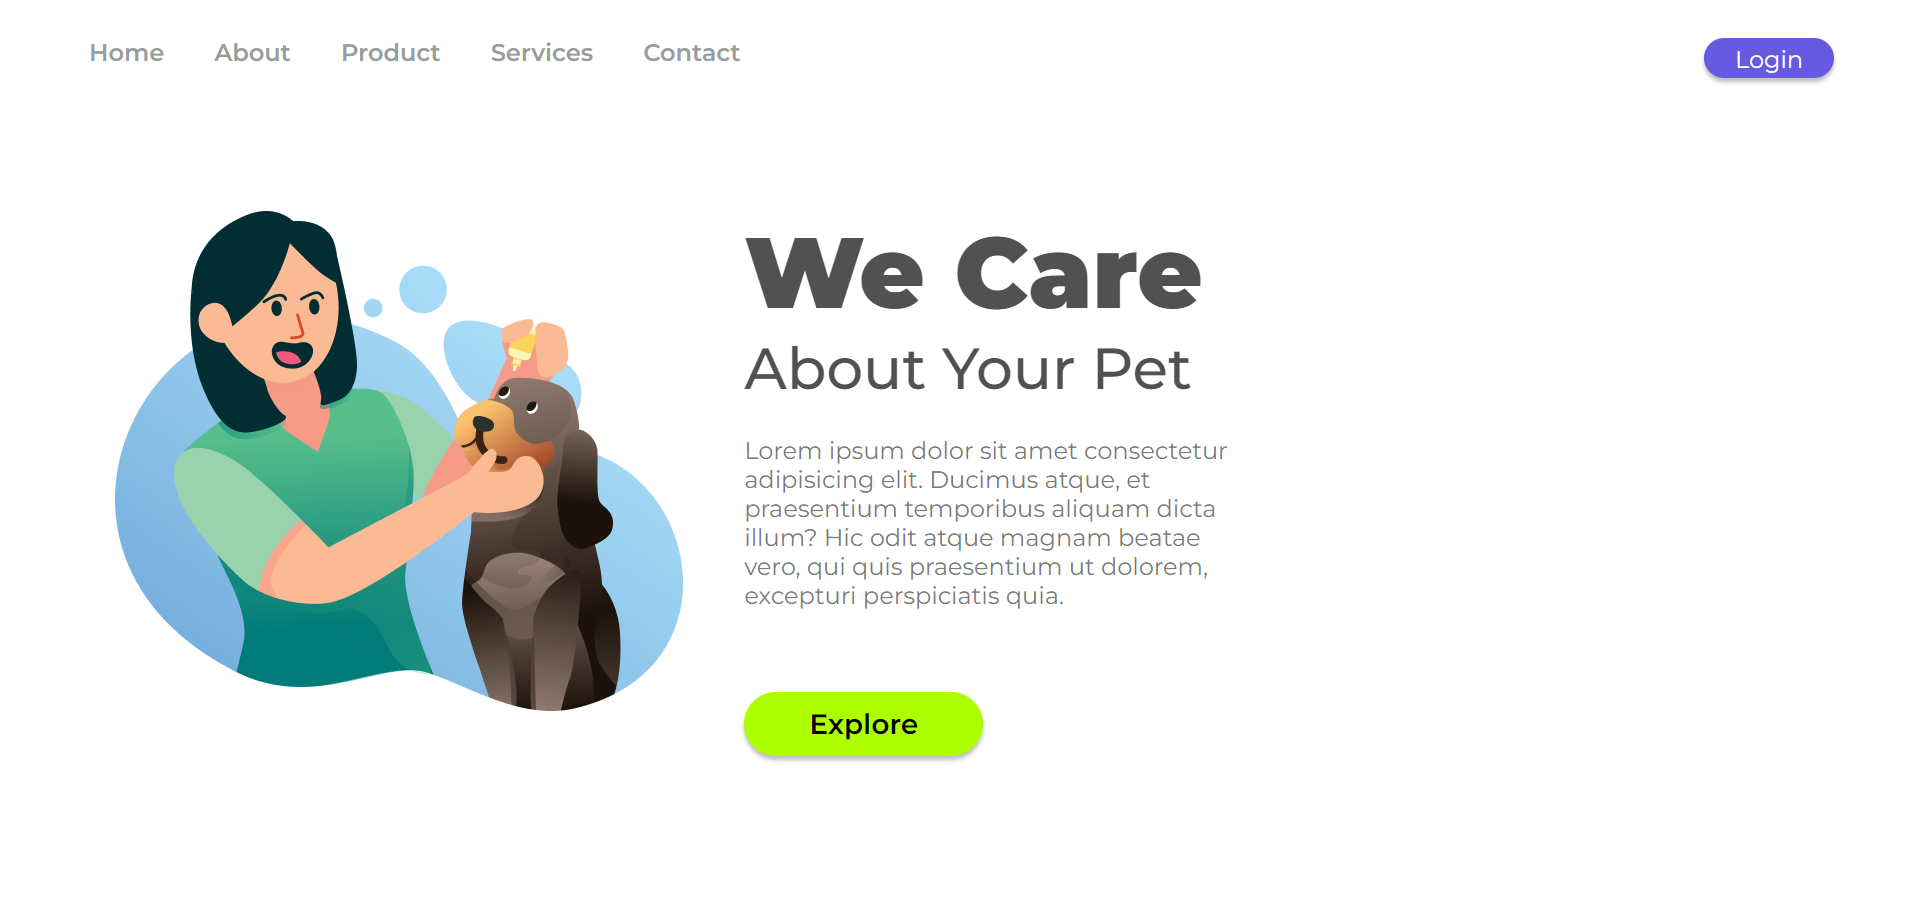 Home About Product Services Contact Login
We Care
About Your Pet
Lorem ipsum dolor sit amet consectetur
adipisicing elit. Ducimus atque, et
praesentium temporibus aliquam dicta
illum? Hic odit atque magnam beatae
vero, qui quis praesentium ut dolorem,
excepturi perspiciatis quia.
Explore